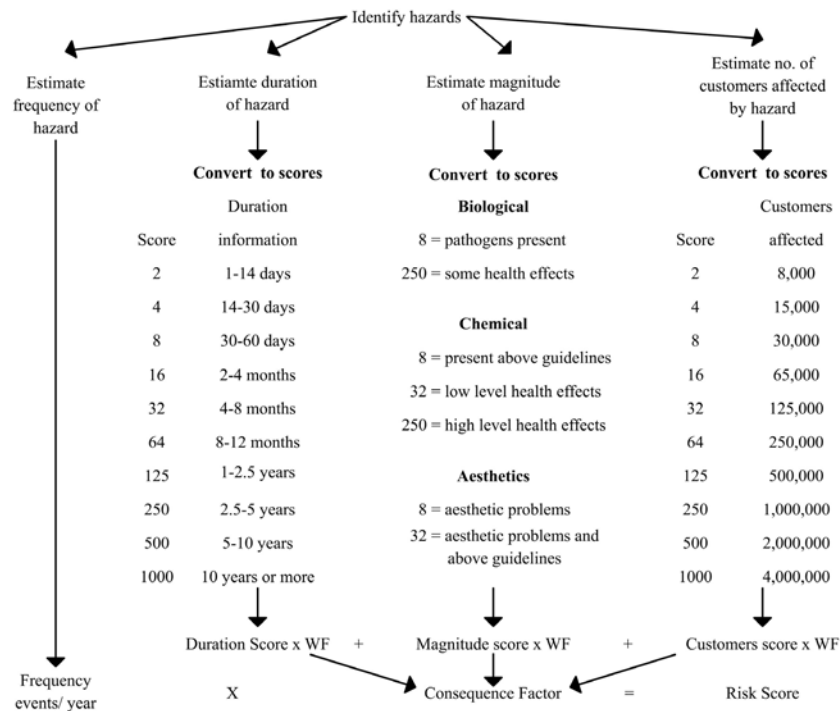 Identify hazards
Estimate
frequency of
hazard
Estiamte duration
of hazard
Estimate magnitude
of hazard
Estimate no. of
customers affected
by hazard
Convert to scores
Convert to scores
Convert to scores
Duration
Biological
Customers
Score information
8 = pathogens present
Score affected
2 1-14 days
250 = some health effects
2 8,000
4 14-30 days
4 15,000
Chemical
8 30-60 days
8 30,000
8 = present above guidelines
16 2-4 months
16 65,000
32 = low level health effects
32 4-8 months
32 125,000
250 = high level health effects
64 8-12 months
64 250,000
125 1-2.5 years
Aesthetics
125 500,000
250 2.5-5 years
8 = aesthetic problems
250 1,000,000
500 5-10 years
32 = aesthetic problems and
above guidelines
500 2,000,000
1000 10 years or more
1000 4,000,000
Duration Score x WF + Magnitude score x WF + Customers score x WF
Frequency
events/ year X Consequence Factor = Risk Score